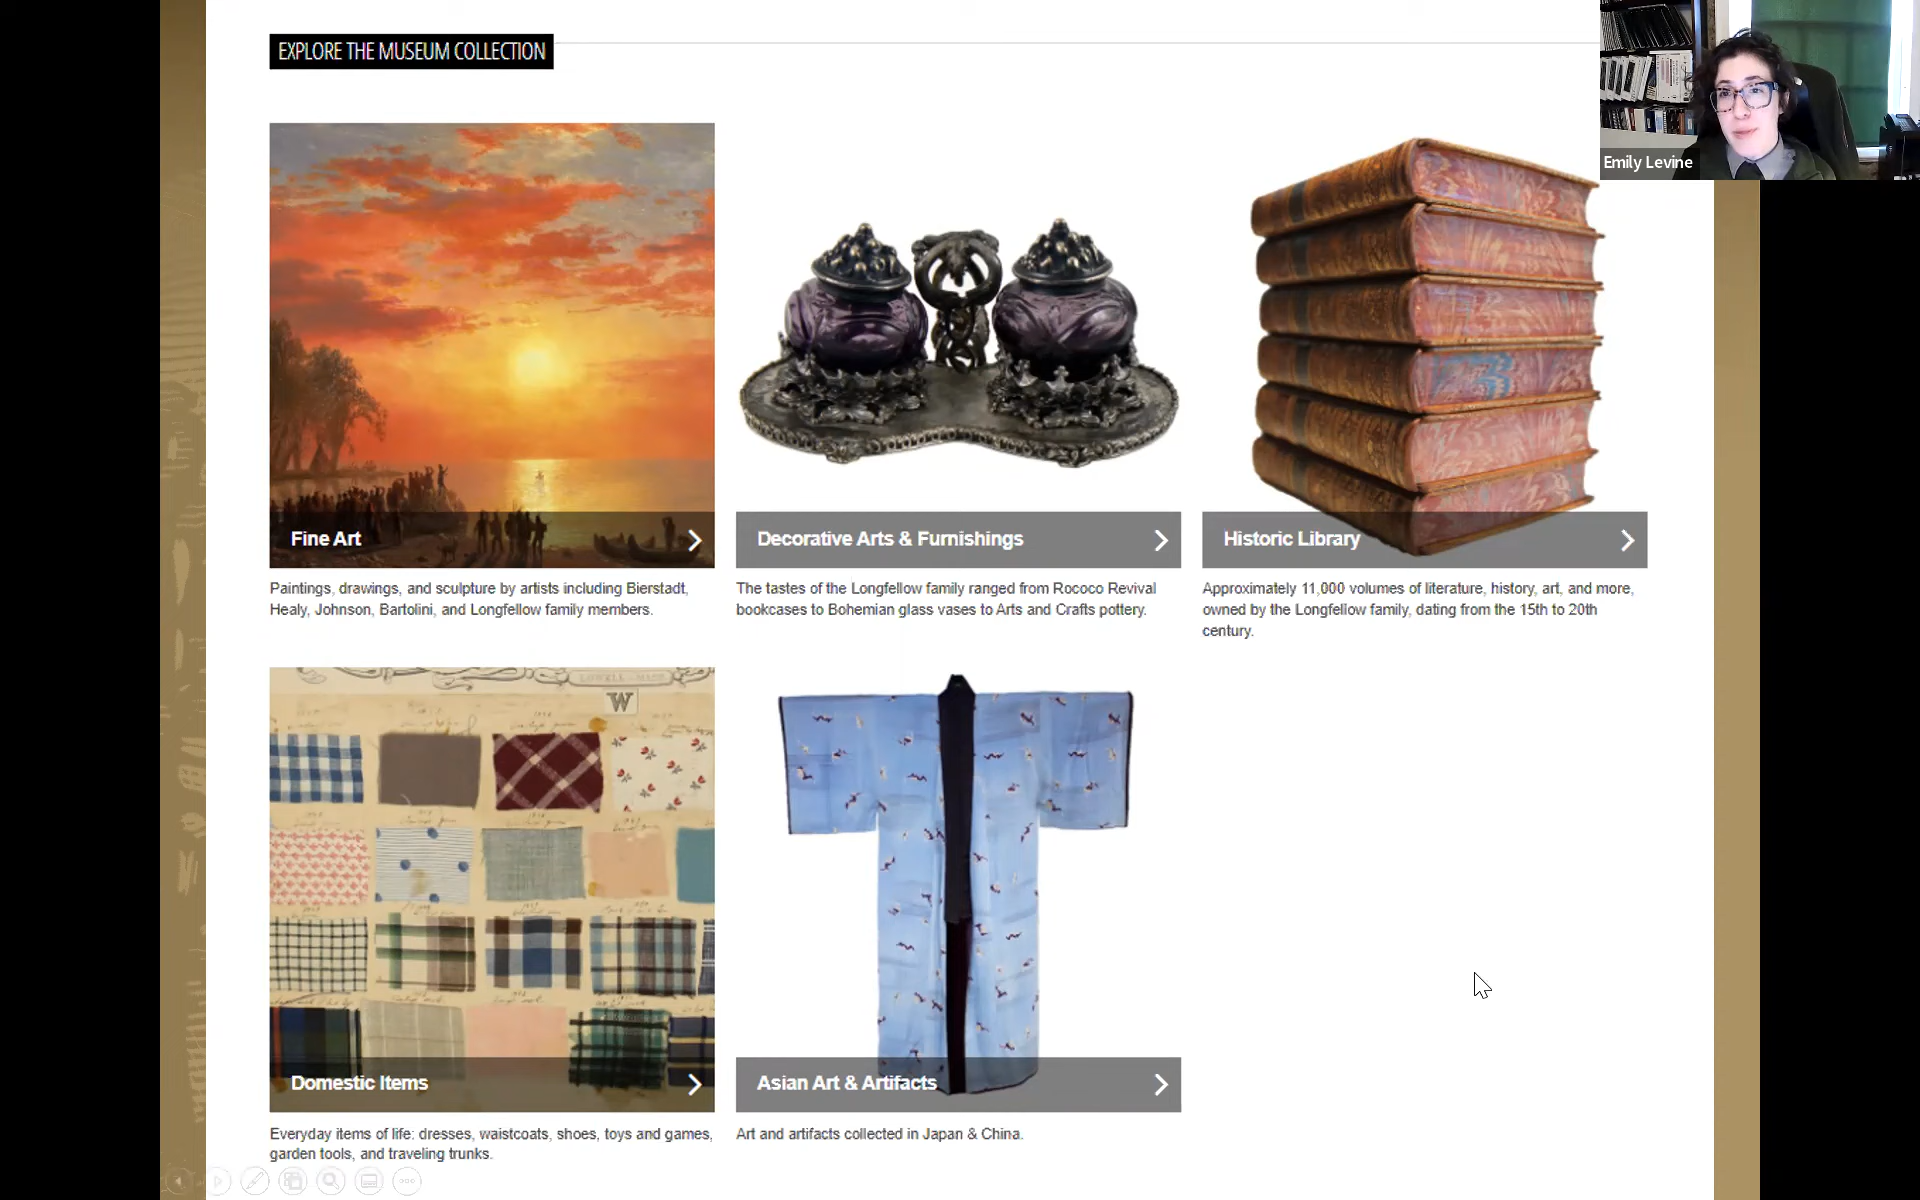 EXPLORE THE MUSEUM COLLECTION
Emily Levine
Fine Art
Paintings, drawings, and sculpture by artists including Bierstadt,
Healy, Johnson, Bartolini, and Longfellow family members.
Decorative Arts & Furnishings
The tastes of the Longfellow family ranged from Rococo Revival
bookcases to Bohemian glass vases to Arts and Crafts pottery.
Historic Library
Approximately 11,000 volumes of literature, history, art, and more,
owned by the Longfellow family, dating from the 15th to 20th
century.
LOWELL - MASS
W
Domestic Items
Everyday items of life: dresses, waistcoats, shoes, toys and games,
garden tools, and traveling trunks.
Asian Art & Artifacts
Art and artifacts collected in Japan & China.